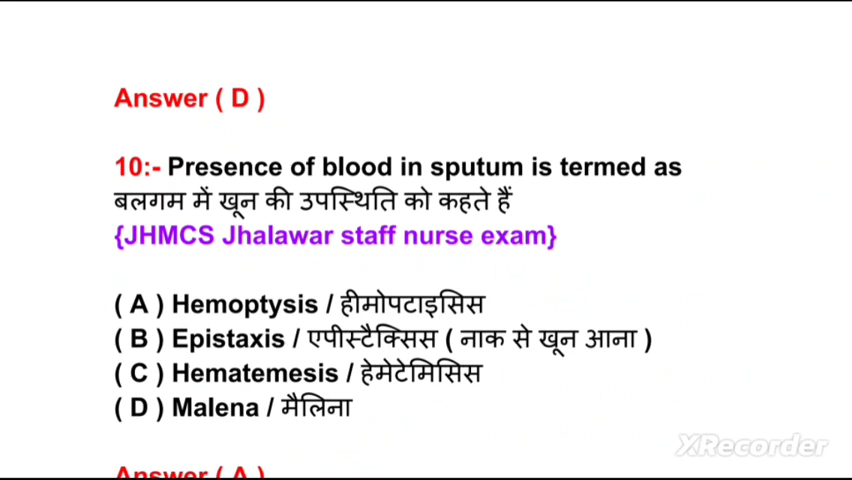 Answer ( D )
10:- Presence of blood in sputum is termed as
बलगम में खून की उपस्थिति को कहते हैं
{JHMCS Jhalawar staff nurse exam}
( A ) Hemoptysis / हीमोपटाइसिस
( B ) Epistaxis / एपीस्टैक्सिस ( नाक से खून आना )
( C ) Hematemesis / हेमेटेमिसिस
( D ) Malena / मैलिना
XRecorder
Answer ( A )